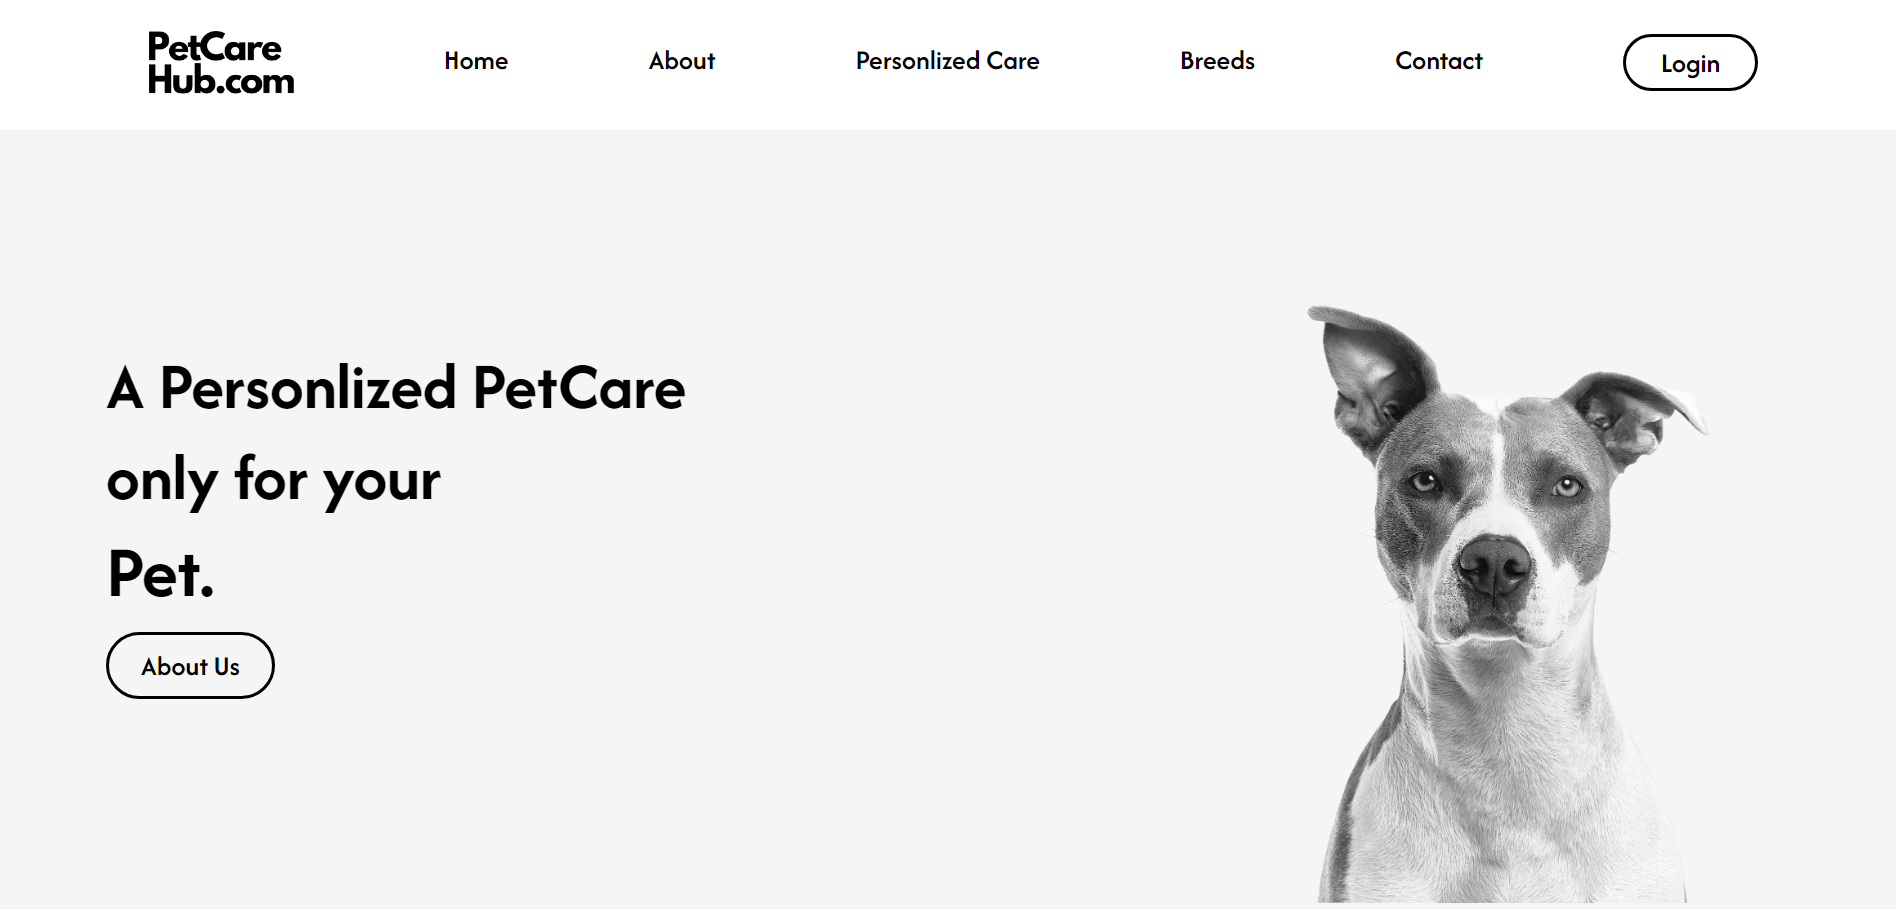 PetCare
Hub.com
Home
About
Personlized Care
Breeds
Contact
Login
A Personlized PetCare
only for your
Pet.
About Us